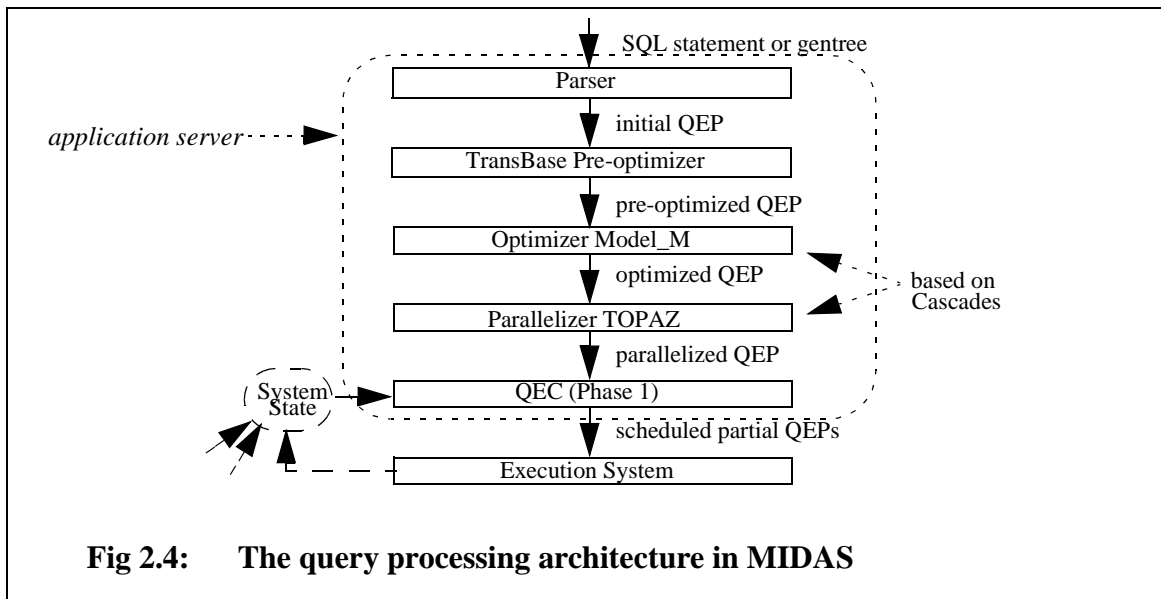 SQL statement or gentree
Parser
application server
initial QEP
TransBase Pre-optimizer
pre-optimized QEP
Optimizer Model_M
optimized QEP
based on
Cascades
Parallelizer TOPAZ
parallelized QEP
System
State
QEC (Phase 1)
scheduled partial QEPs
Execution System
Fig 2.4: The query processing architecture in MIDAS